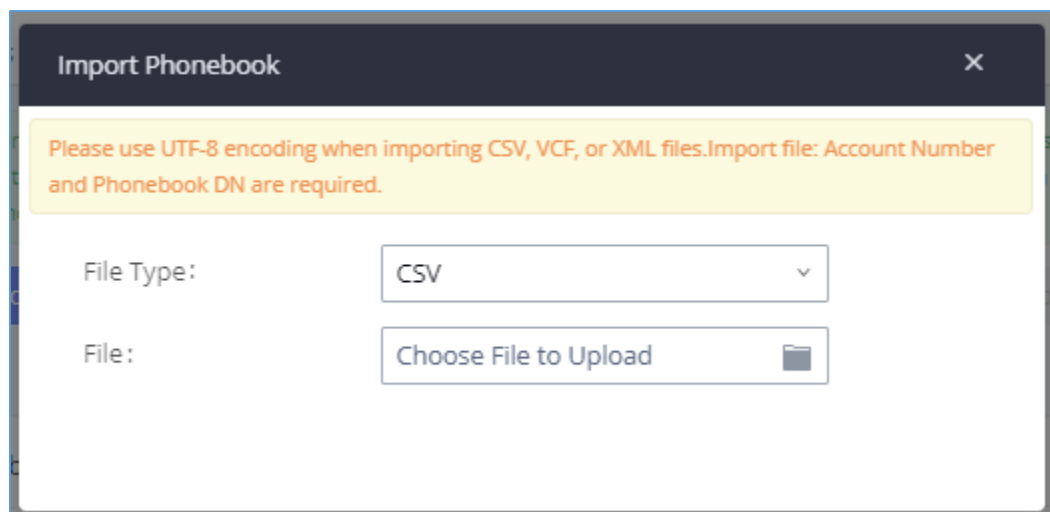 Import Phonebook
Please use UTF-8 encoding when importing CSV, VCF, or XML files.Import file: Account Number
and Phonebook DN are required.
File Type:
CSV
File:
Choose File to Upload